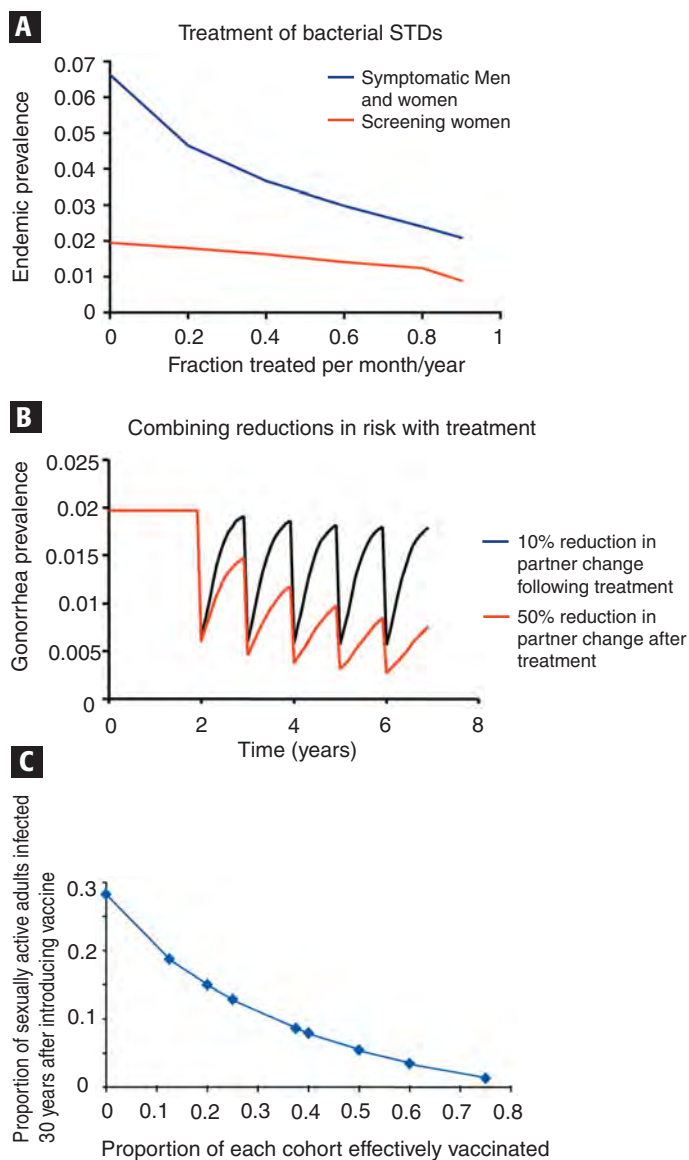 A
Treatment of bacterial STDs
Endemic prevalence
0.07
0.06
0.05
0.04
0.03
0.02
0.01
0
Symptomatic Men
and women
Screening women
0 0.2 0.4 0.6 0.8 1
Fraction treated per month/year
B
Combining reductions in risk with treatment
Gonorrhea prevalence
0.025
0.02
0.015
0.01
0.005
0
10% reduction in
partner change
following treatment
50% reduction in
partner change after
treatment
0 2 4 6 8
Time (years)
C
Proportion of sexually active adults infected
30 years after introducing vaccine
0.3
0.2
0.1
0
0 0.1 0.2 0.3 0.4 0.5 0.6 0.7 0.8
Proportion of each cohort effectively vaccinated